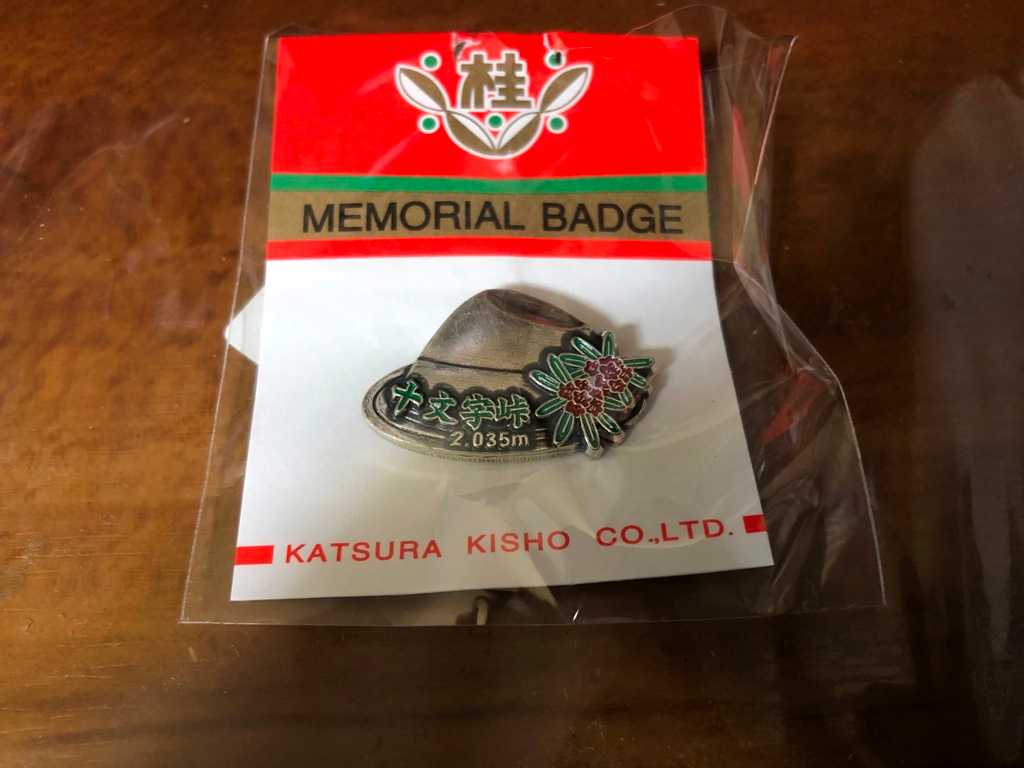 桂
MEMORIAL BADGE
十文字峠
2.035m
KATSURA KISHO CO.,LTD.